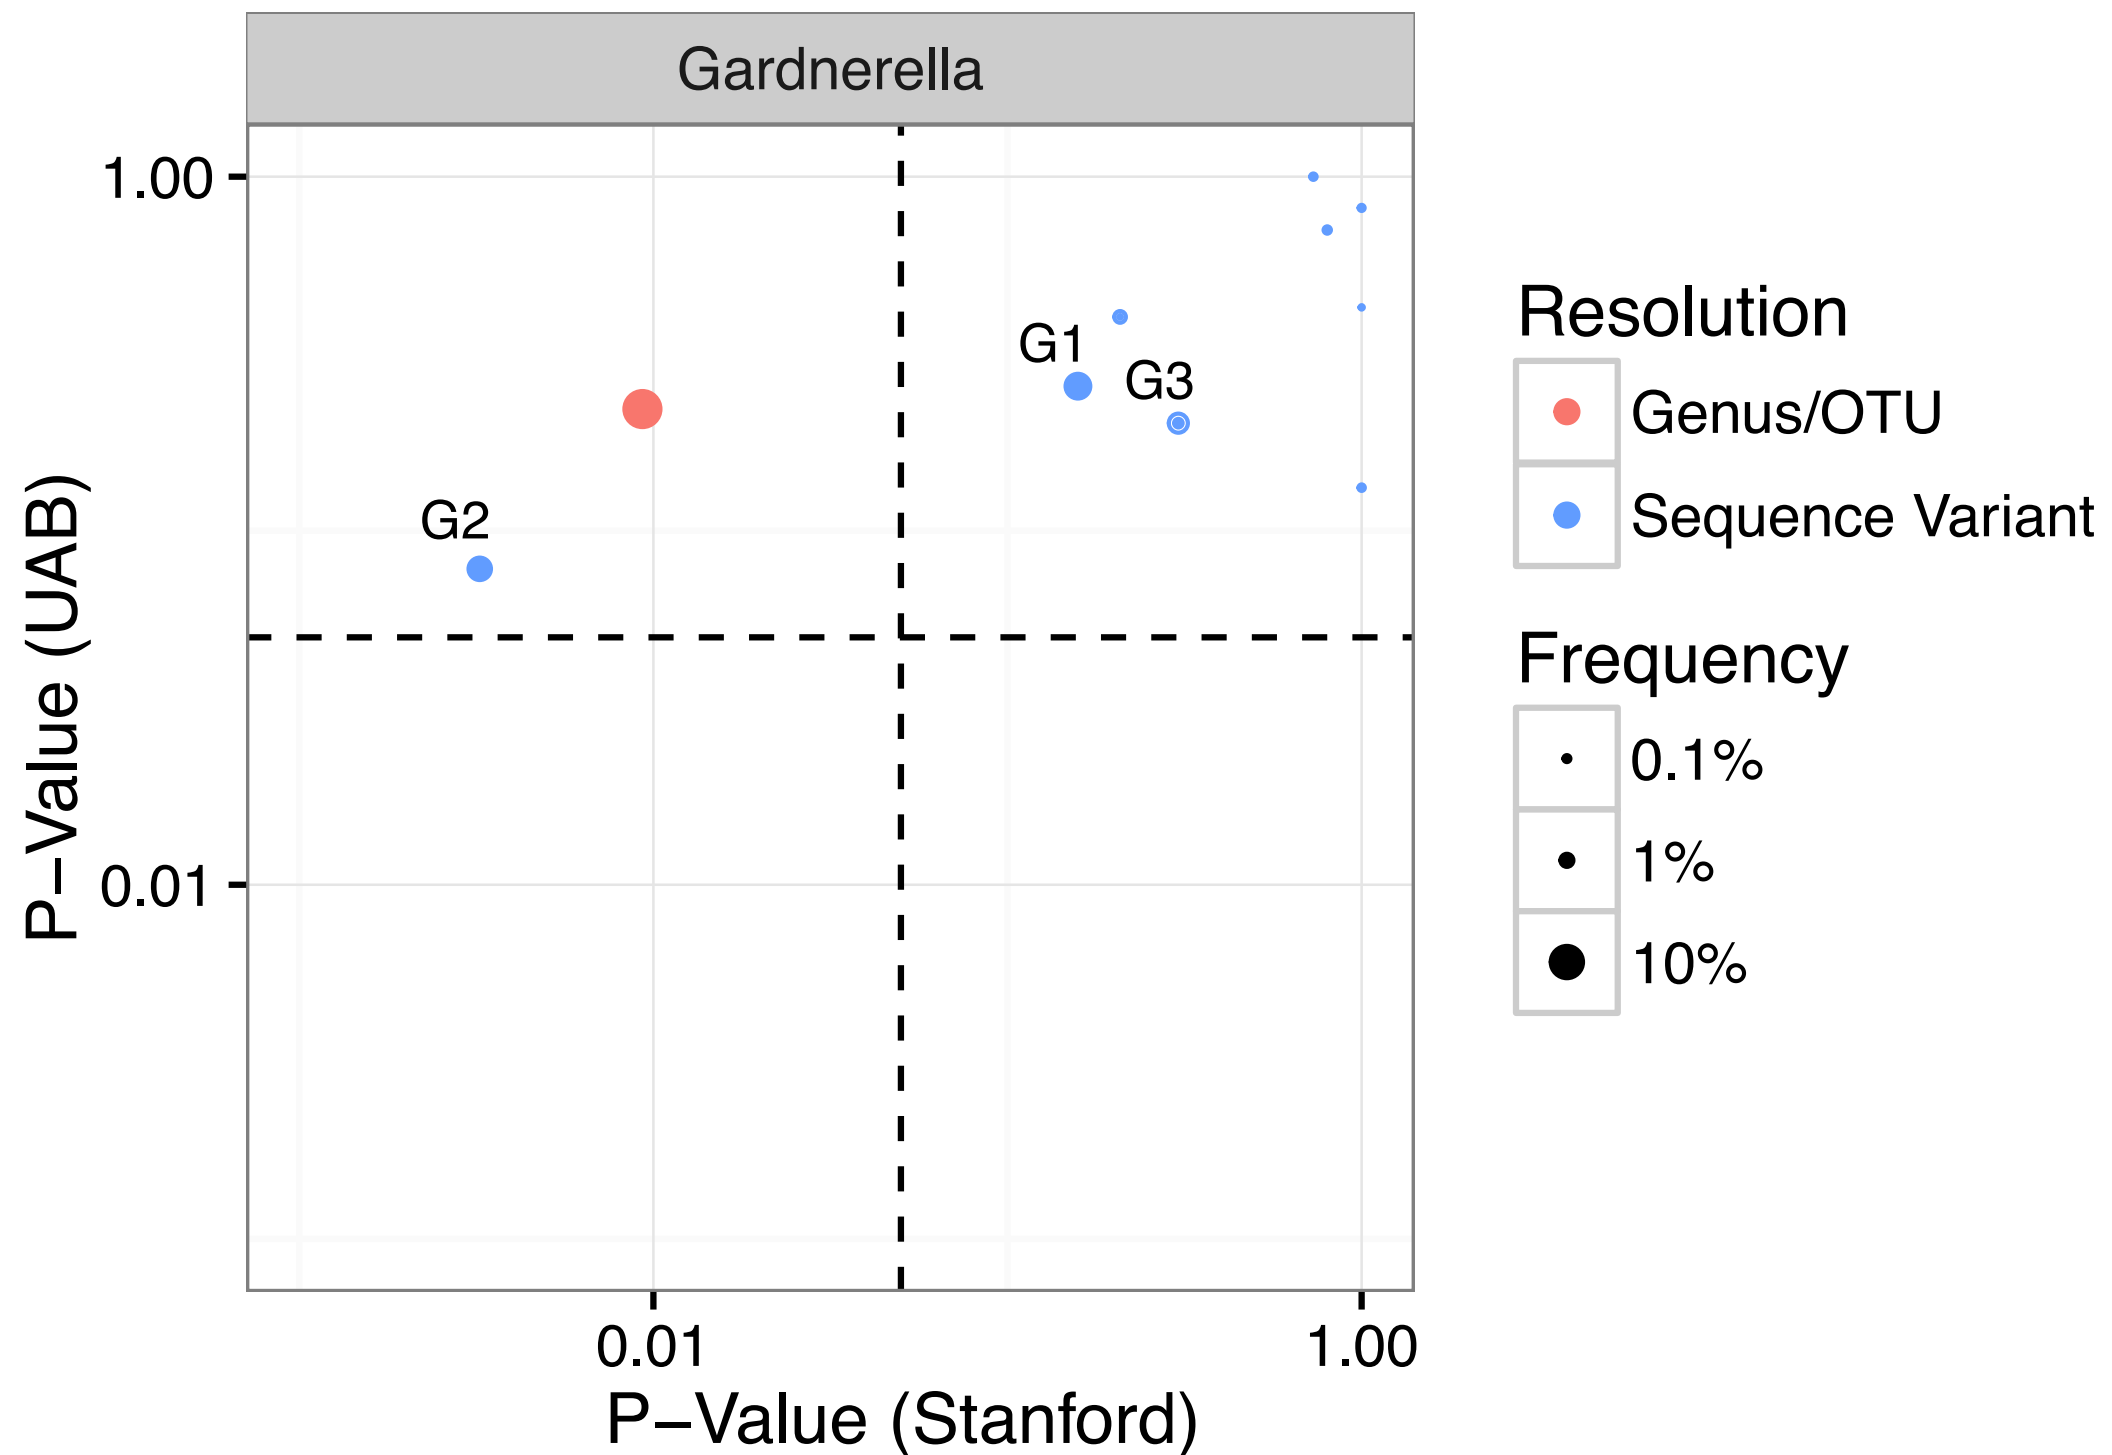 Gardnerella
1.00
0.01
P−Value (UAB)
G1
G3
G2
0.01
1.00
P−Value (Stanford)
Resolution
Genus/OTU
Sequence Variant
Frequency
0.1%
1%
10%